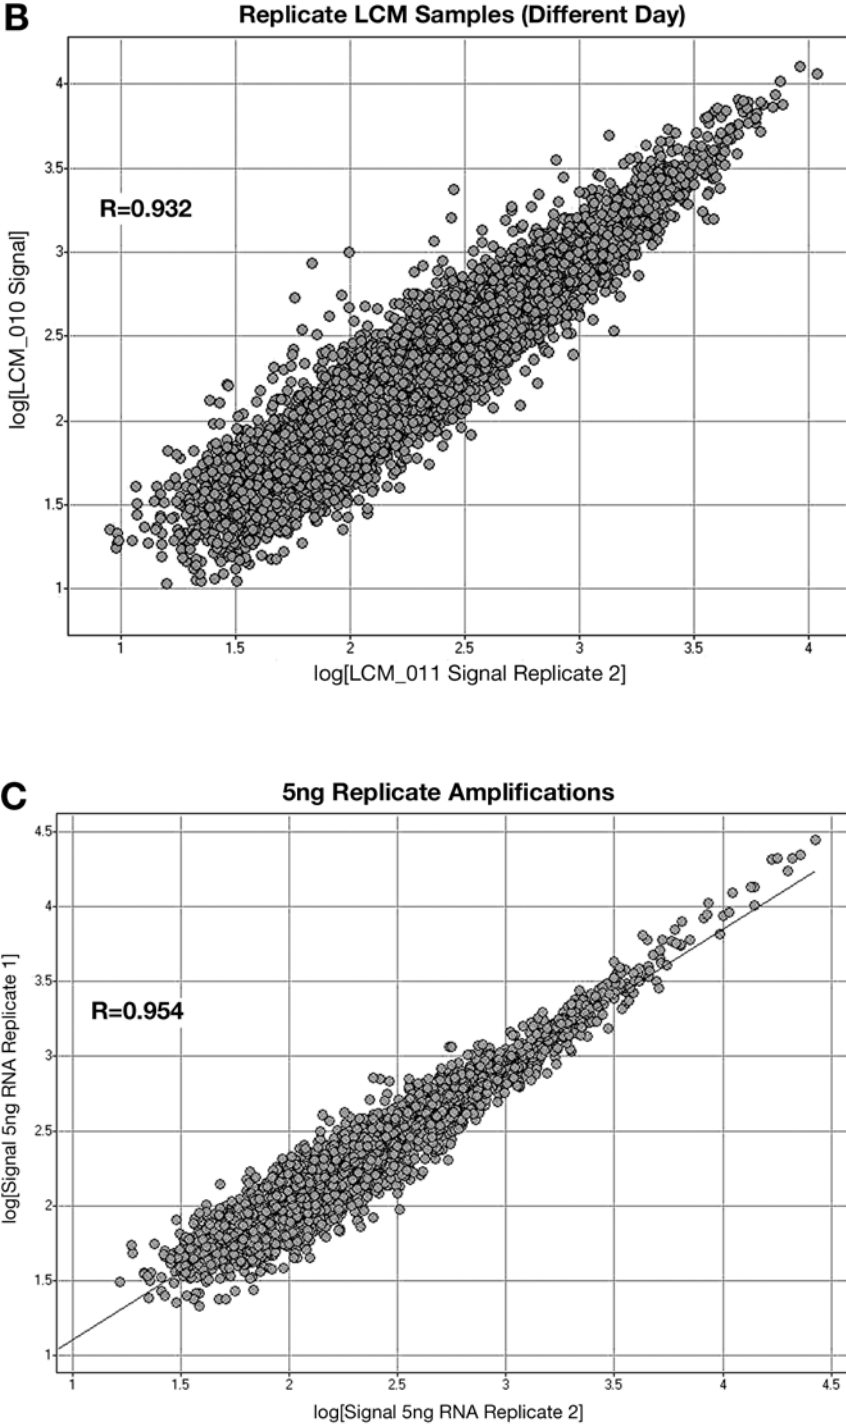 B
Replicate LCM Samples (Different Day)
4
3.5
R=0.932
3
log[LCM_010 Signal]
2.5
2
1.5
1
1 1.5 2 2.5 3 3.5 4
log[LCM_011 Signal Replicate 2]
C
5ng Replicate Amplifications
4.5
4
3.5
R=0.954
log[Signal 5ng RNA Replicate 1]
3
2.5
2
1.5
1
1 1.5 2 2.5 3 3.5 4 4.5
log[Signal 5ng RNA Replicate 2]